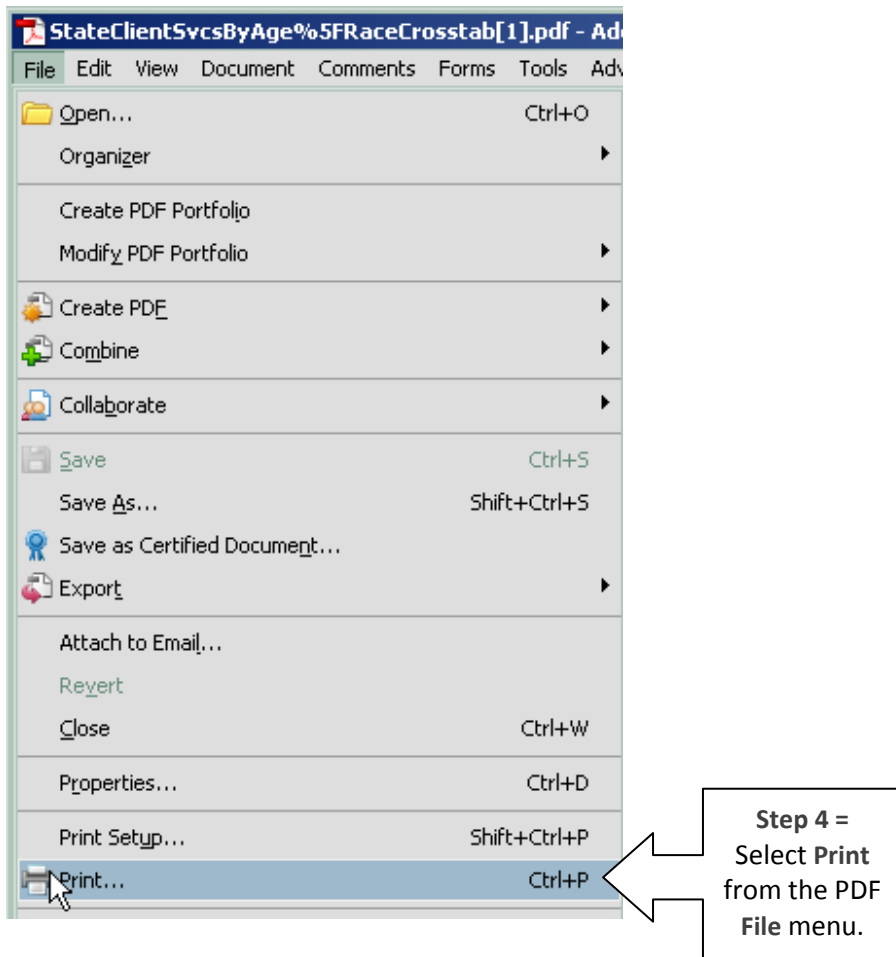 StateClientSvcsByAge%5FRaceCrosstab[1].pdf - Ad
File Edit View Document Comments Forms Tools Adv
Open... Ctrl+O
Organizer
Create PDF Portfolio
Modify PDF Portfolio
Create PDF
Combine
Collaborate
Save Ctrl+S
Save As... Shift+Ctrl+S
Save as Certified Document...
Export
Attach to Email...
Revert
Close Ctrl+W
Properties... Ctrl+D
Print Setup... Shift+Ctrl+P
Print... Ctrl+P
Step 4 =
Select Print
from the PDF
File menu.